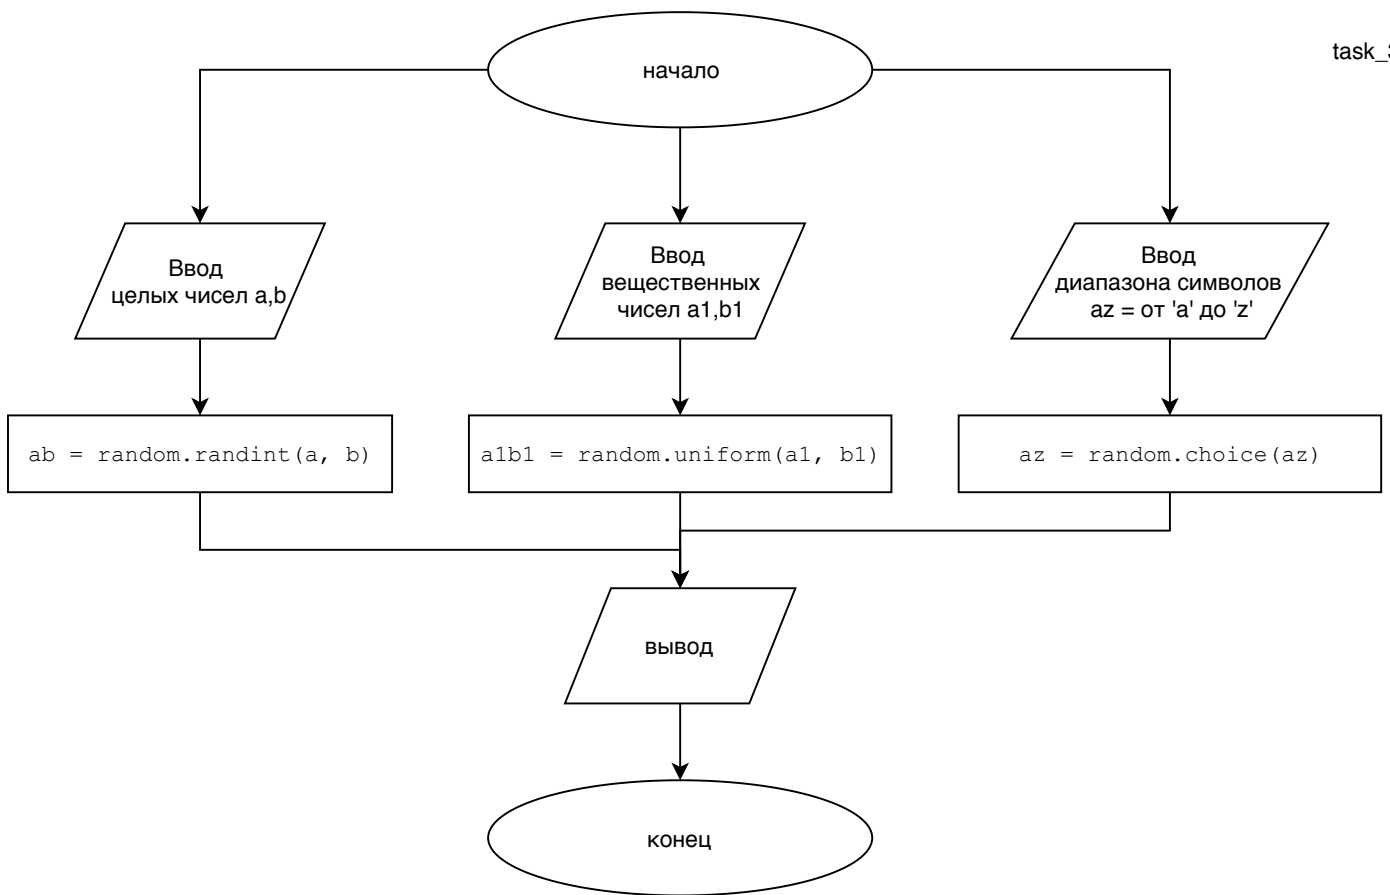 начало
task_3
Ввод
целых чисел a,b
Ввод
вещественных
чисел a1,b1
Ввод
диапазона символов
az = от 'a' до 'z'
ab = random.randint(a, b)
a1b1 = random.uniform(a1, b1)
az = random.choice(az)
вывод
конец